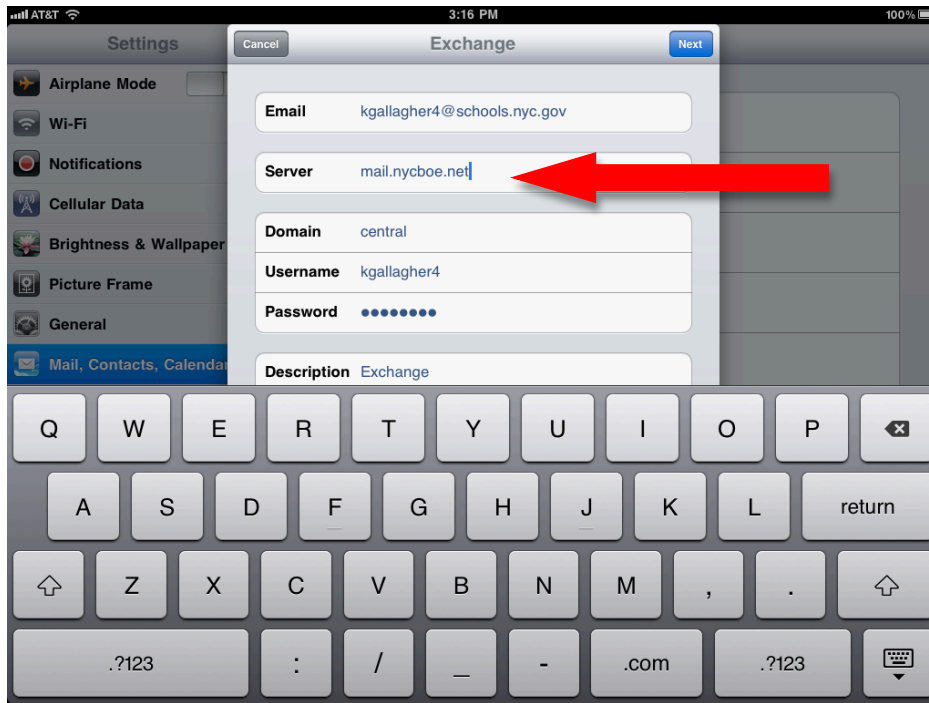 AT&T 3:16 PM 100%
Settings
Cancel Exchange Next
Airplane Mode
Wi-Fi
Notifications
Cellular Data
Brightness & Wallpaper
Picture Frame
General
Mail, Contacts, Calendar
Email kgallagher4@schools.nyc.gov
Server mail.nycboe.net
Domain central
Username kgallagher4
Password ••••••••
Description Exchange
Q W E R T Y U I O P
A S D F G H J K L return
Z X C V B N M , .
.?123 : / _ - .com .?123